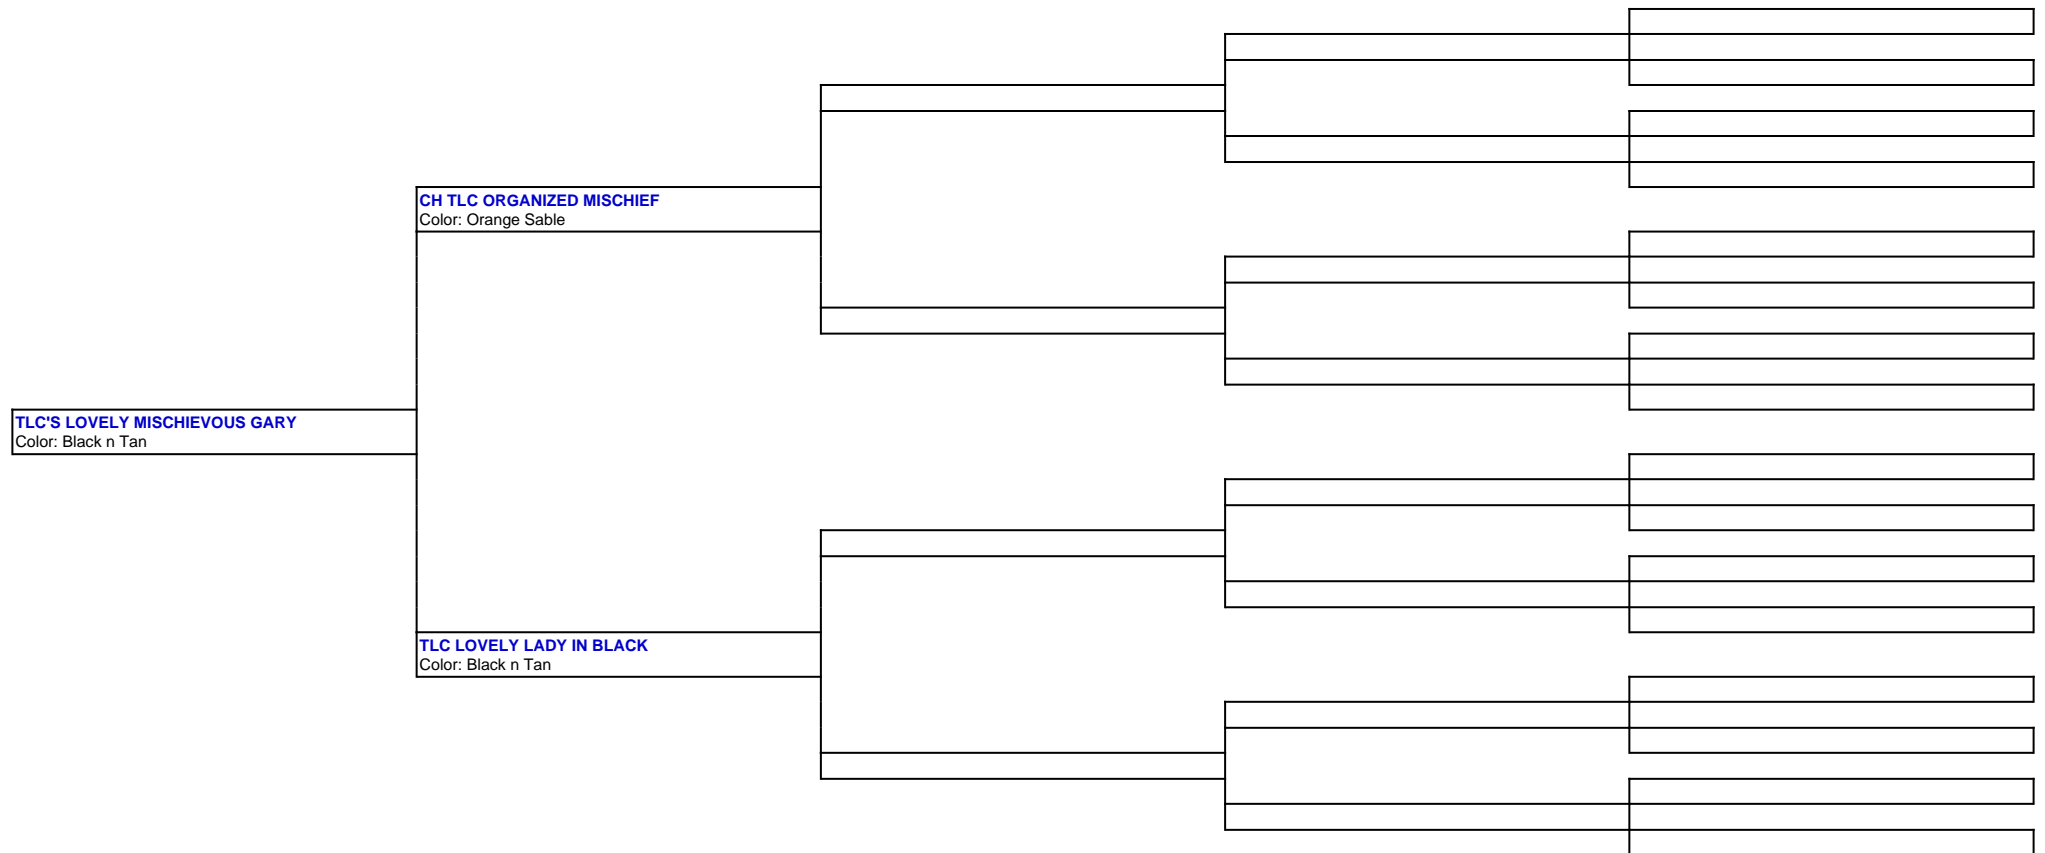 CH TLC ORGANIZED MISCHIEF
Color: Orange Sable
TLC'S LOVELY MISCHIEVOUS GARY
Color: Black n Tan
TLC LOVELY LADY IN BLACK
Color: Black n Tan